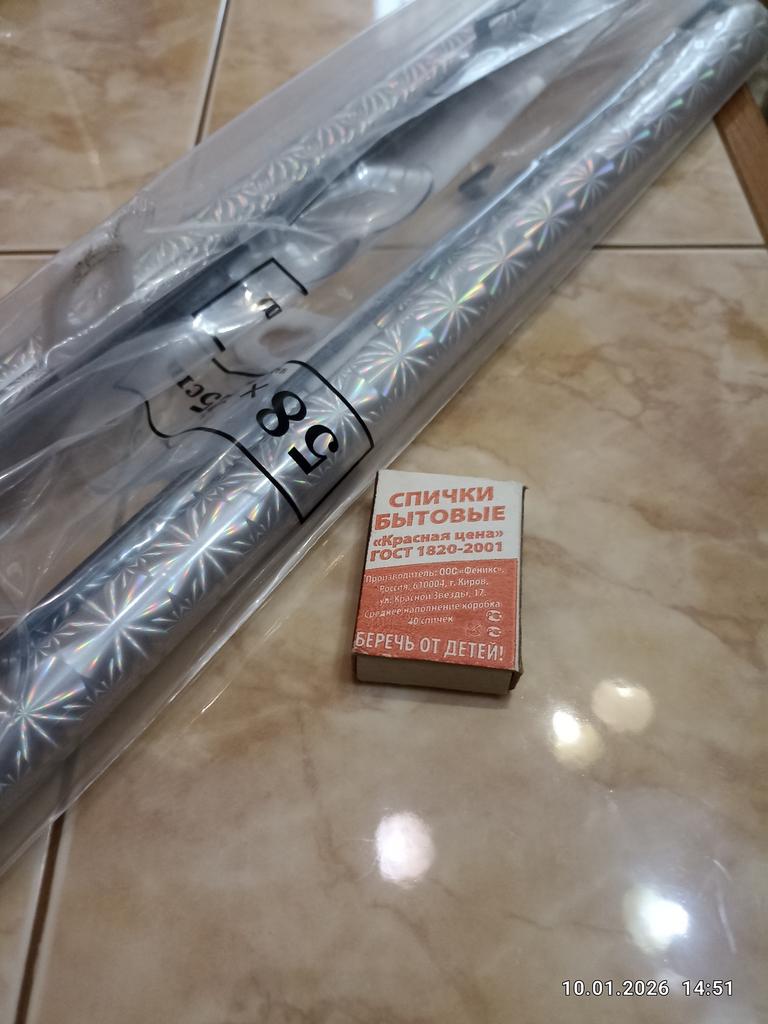 58
x
СПИЧКИ
БЫТОВЫЕ
«Красная цена»
ГОСТ 1820-2001
Производитель: ООО «Феникс»,
Россия, 610004, г. Киров,
ул. Красной Звезды, 17.
Среднее наполнение коробка
40 спичек
БЕРЕЧЬ ОТ ДЕТЕЙ!
10.01.2026 14:51